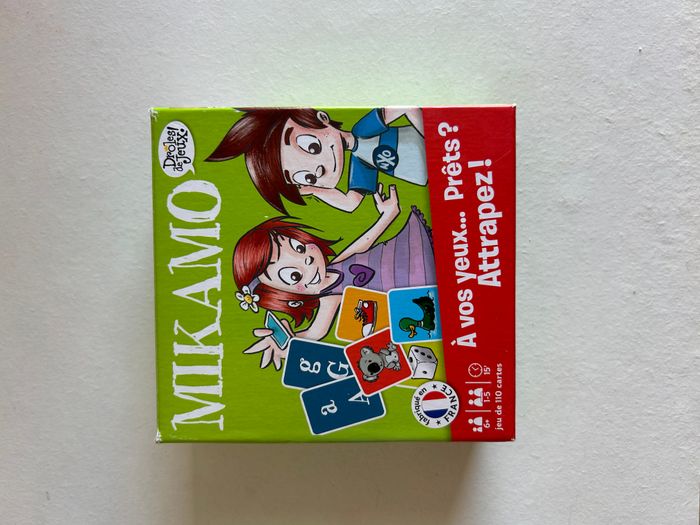 Drôles
de Jeux!
MIKAMO
a
A
g
G
fabriqué en
FRANCE
À vos yeux... Prêts?
Attrapez!
6+ 1-5 15'
jeu de 110 cartes